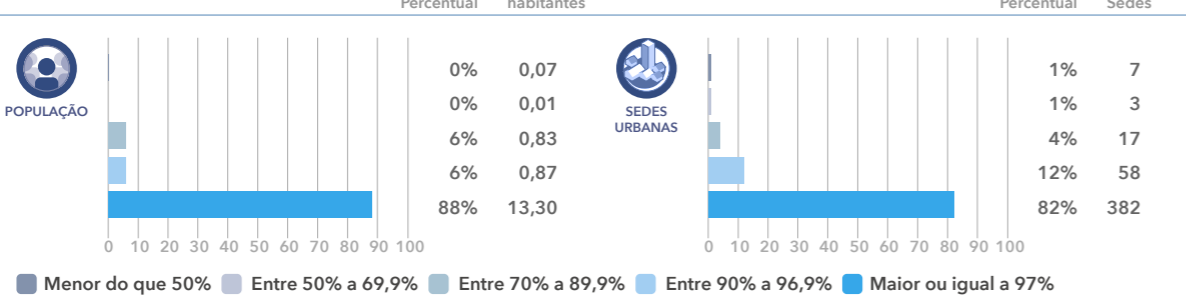 Percentual habitantes Percentual Sedes
POPULAÇÃO
0% 0,07
0% 0,01
6% 0,83
6% 0,87
88% 13,30
0 10 20 30 40 50 60 70 80 90 100
SEDES
URBANAS
1% 7
1% 3
4% 17
12% 58
82% 382
0 10 20 30 40 50 60 70 80 90 100
Menor do que 50% Entre 50% a 69,9% Entre 70% a 89,9% Entre 90% a 96,9% Maior ou igual a 97%